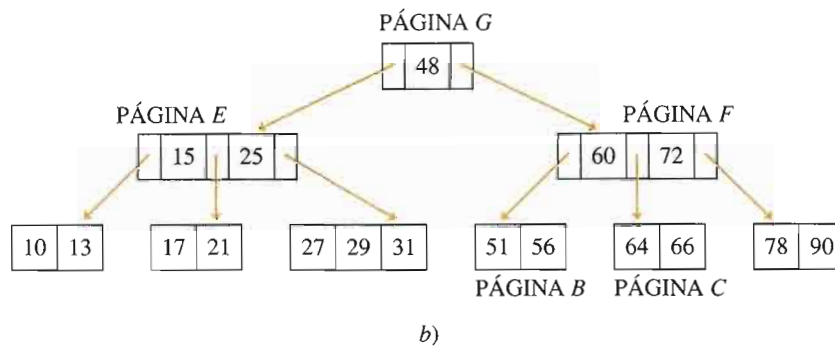 PÁGINA G
48
PÁGINA E
PÁGINA F
15 25
60 72
10 13
17 21
27 29 31
51 56
64 66
78 90
PÁGINA B
PÁGINA C
b)